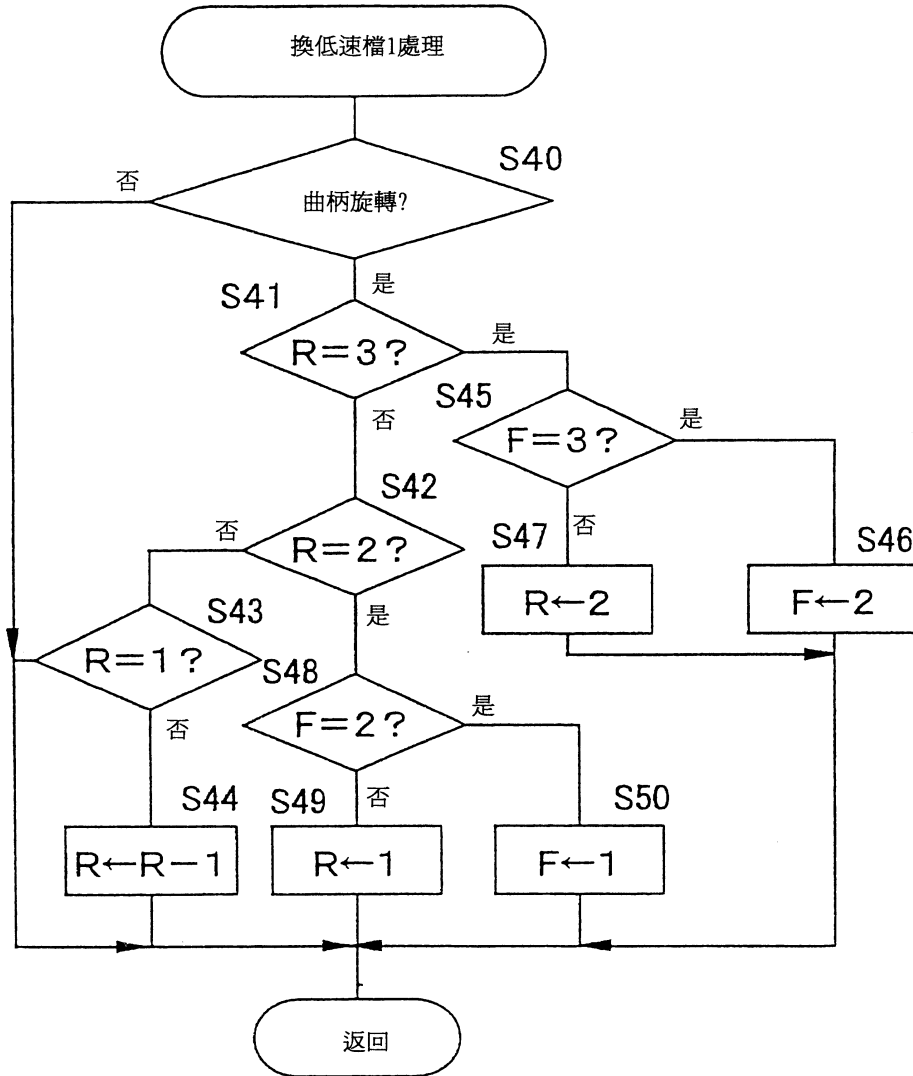 換低速檔1處理
S40
否
曲柄旋轉?
是
S41
R=3?
是
S45
否
F=3?
是
S42
否
R=2?
S47
否
S46
R←2
F←2
S43
是
R=1?
S48
否
F=2?
是
S44
S49
否
S50
R←R-1
R←1
F←1
返回